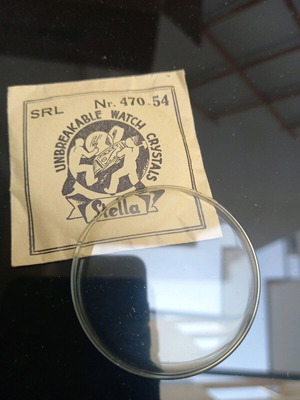 SRL Nr. 470.54
UNBREAKABLE WATCH CRYSTALS
Stella